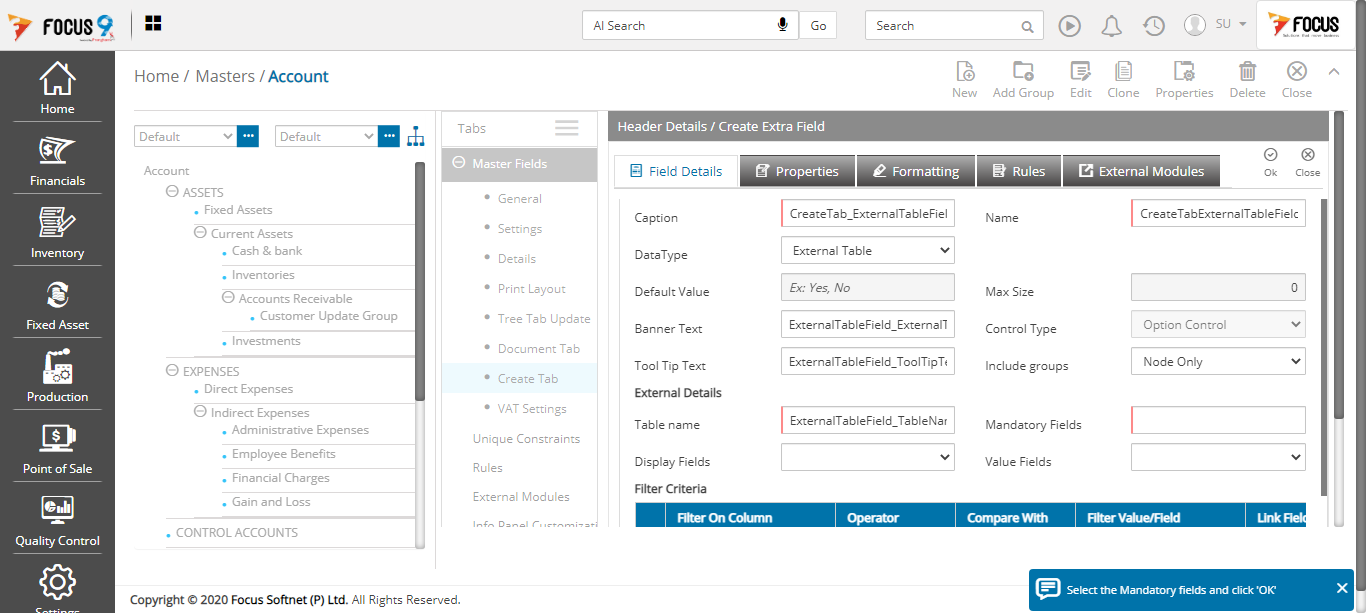 FOCUS 9
AI Search
Go
Search
SU
FOCUS
Home / Masters / Account
New
Add Group
Edit
Clone
Properties
Delete
Close
Home
Financials
Inventory
Fixed Asset
Production
Point of Sale
Quality Control
Settings
Default
Default
Account
ASSETS
Fixed Assets
Current Assets
Cash & bank
Inventories
Accounts Receivable
Customer Update Group
Investments
EXPENSES
Direct Expenses
Indirect Expenses
Administrative Expenses
Employee Benefits
Financial Charges
Gain and Loss
CONTROL ACCOUNTS
Tabs
Master Fields
General
Settings
Details
Print Layout
Tree Tab Update
Document Tab
Create Tab
VAT Settings
Unique Constraints
Rules
External Modules
Info Panel Customizati
Header Details / Create Extra Field
Field Details
Properties
Formatting
Rules
External Modules
Ok
Close
Caption CreateTab_ExternalTableFiel
Name CreateTabExternalTableField
DataType External Table
Default Value Ex: Yes, No
Max Size 0
Banner Text ExternalTableField_ExternalT
Control Type Option Control
Tool Tip Text ExternalTableField_ToolTipTe
Include groups Node Only
External Details
Table name ExternalTableField_TableNar
Mandatory Fields
Display Fields
Value Fields
Filter Criteria
Filter On Column Operator Compare With Filter Value/Field Link Field
Select the Mandatory fields and click 'OK'
Copyright © 2020 Focus Softnet (P) Ltd. All Rights Reserved.